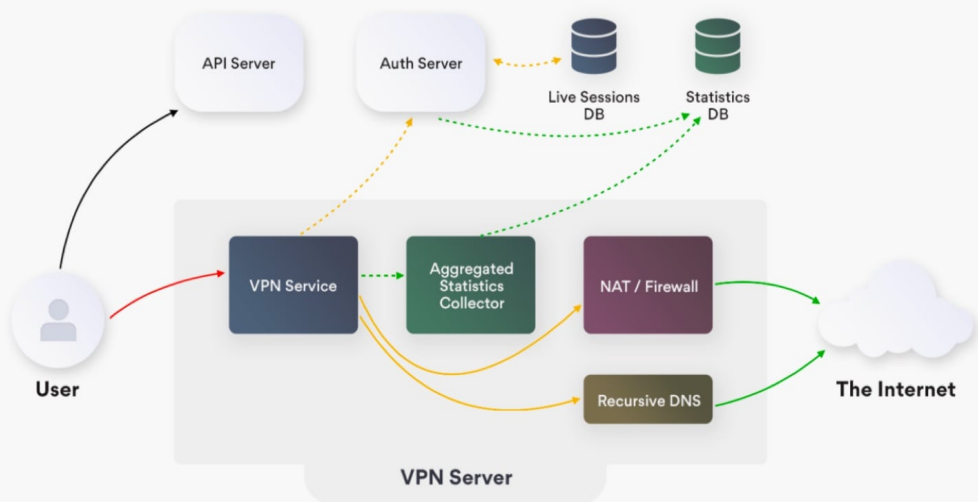 API Server
Auth Server
Live Sessions
DB
Statistics
DB
VPN Service
Aggregated
Statistics
Collector
NAT / Firewall
Recursive DNS
User
The Internet
VPN Server